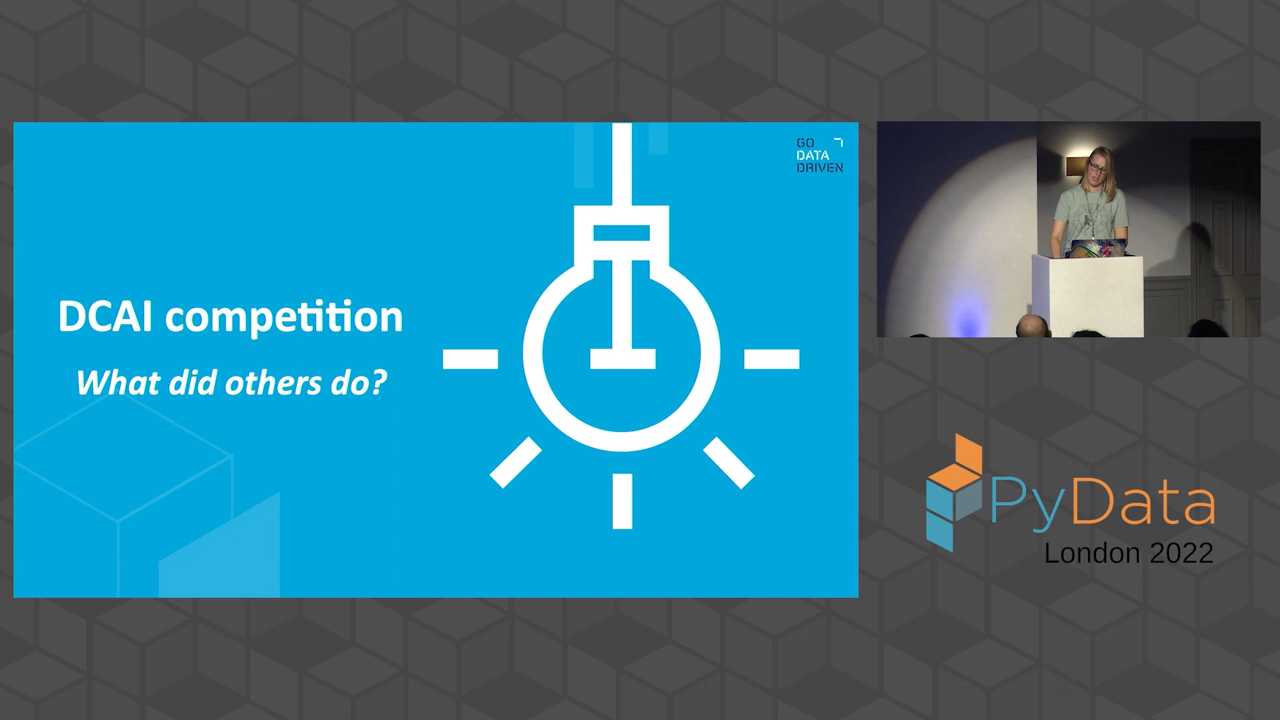 DCAI competition
What did others do?
GO
DATA
DRIVEN
PyData
London 2022